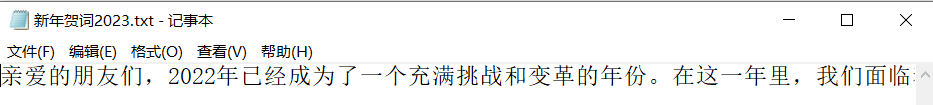 新年贺词2023.txt - 记事本
文件(F) 编辑(E) 格式(O) 查看(V) 帮助(H)
亲爱的朋友们，2022年已经成为了一个充满挑战和变革的年份。在这一年里，我们面临